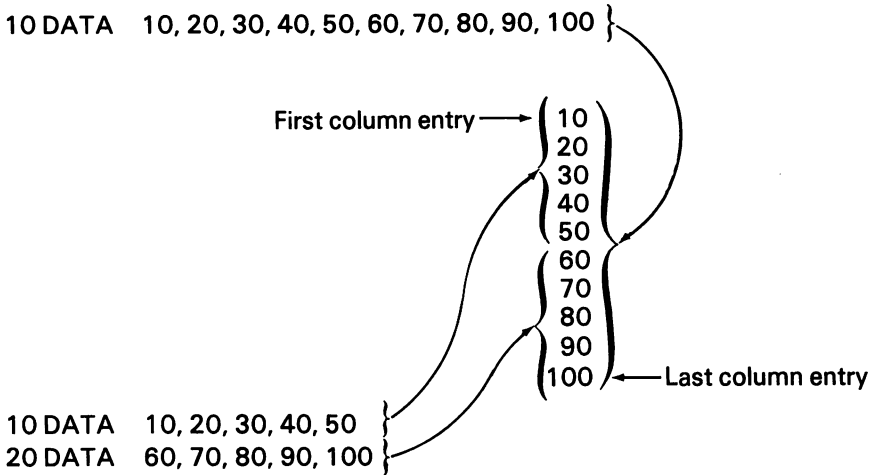 10 DATA 10, 20, 30, 40, 50, 60, 70, 80, 90, 100
First column entry
10
20
30
40
50
60
70
80
90
100
Last column entry
10 DATA 10, 20, 30, 40, 50
20 DATA 60, 70, 80, 90, 100